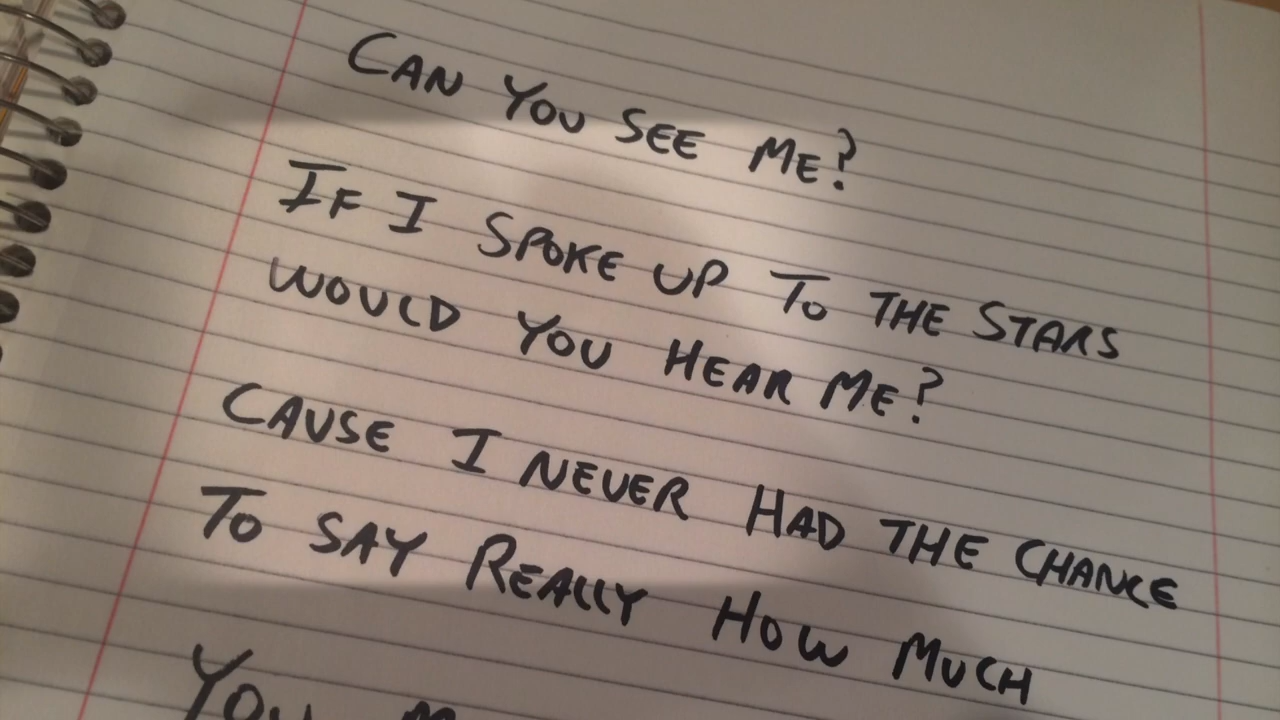 CAN YOU SEE ME?
IF I SPOKE UP TO THE STARS
WOULD YOU HEAR ME?
CAUSE I NEVER HAD THE CHANCE
TO SAY REALLY HOW MUCH
YOU